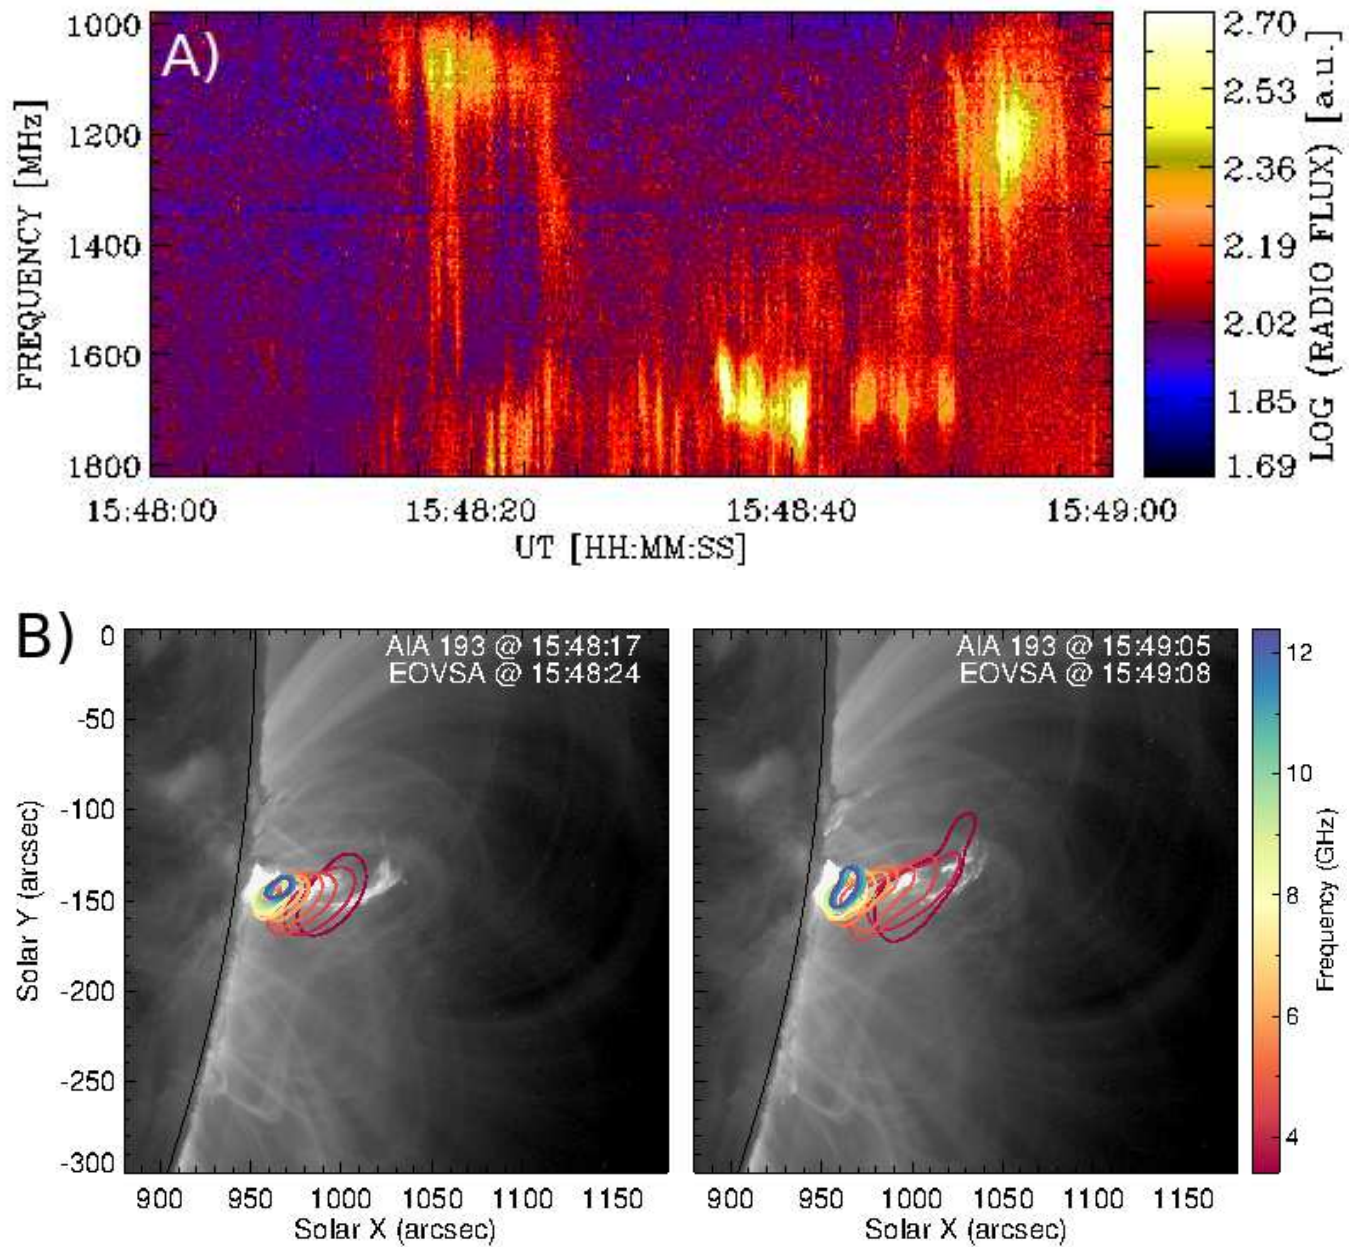 A)
1000
1200
1400
1600
1800
FREQUENCY [MHz]
15:48:00
15:48:20
15:48:40
15:49:00
UT [HH:MM:SS]
2.70
2.53
2.36
2.19
2.02
1.85
1.69
LOG (RADIO FLUX) [a.u.]
B)
AIA 193 @ 15:48:17
EOVSA @ 15:48:24
0
-50
-100
-150
-200
-250
-300
Solar Y (arcsec)
900 950 1000 1050 1100 1150
Solar X (arcsec)
AIA 193 @ 15:49:05
EOVSA @ 15:49:08
900 950 1000 1050 1100 1150
Solar X (arcsec)
12
10
8
6
4
Frequency (GHz)